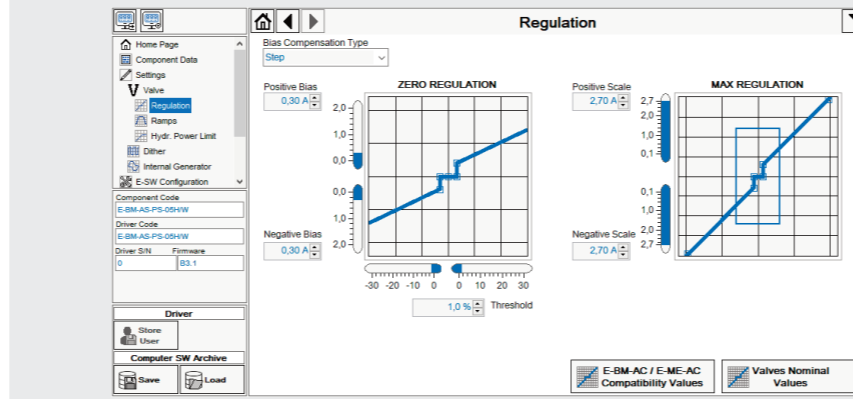 Regulation
Home Page
Component Data
Settings
Valve
Regulation
Ramps
Hydr. Power Limit
Dither
Internal Generator
E-SW Configuration
Component Code
E-BM-AS-PS-05H/W
Driver Code
E-BM-AS-PS-05H/W
Driver S/N Firmware
0 B3.1
Driver
Store
User
Computer SW Archive
Save Load
Bias Compensation Type
Step
Positive Bias
0,30 A
ZERO REGULATION
2,0
1,0
0,0
0,0
1,0
2,0
Negative Bias
0,30 A
-30 -20 -10 0 0 10 20 30
1,0 % Threshold
Positive Scale
2,70 A
MAX REGULATION
2,7
2,0
1,0
0,1
0,1
1,0
2,0
2,7
Negative Scale
2,70 A
E-BM-AC / E-ME-AC
Compatibility Values
Valves Nominal
Values